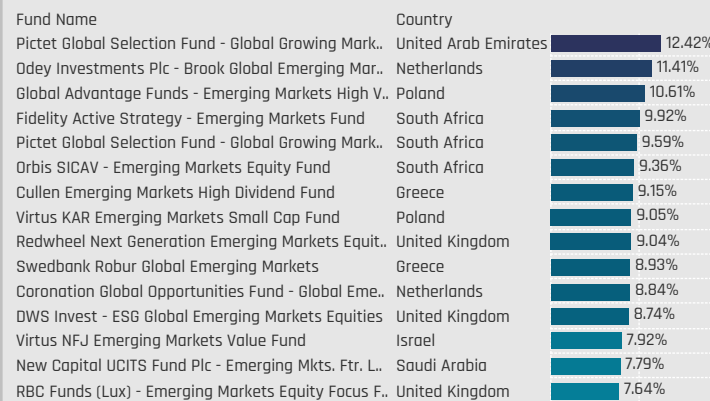 Fund Name Country
Pictet Global Selection Fund - Global Growing Mark.. United Arab Emirates 12.42%
Odey Investments Plc - Brook Global Emerging Mar.. Netherlands 11.41%
Global Advantage Funds - Emerging Markets High V.. Poland 10.61%
Fidelity Active Strategy - Emerging Markets Fund South Africa 9.92%
Pictet Global Selection Fund - Global Growing Mark.. South Africa 9.59%
Orbis SICAV - Emerging Markets Equity Fund South Africa 9.36%
Cullen Emerging Markets High Dividend Fund Greece 9.15%
Virtus KAR Emerging Markets Small Cap Fund Poland 9.05%
Redwheel Next Generation Emerging Markets Equit.. United Kingdom 9.04%
Swedbank Robur Global Emerging Markets Greece 8.93%
Coronation Global Opportunities Fund - Global Eme.. Netherlands 8.84%
DWS Invest - ESG Global Emerging Markets Equities United Kingdom 8.74%
Virtus NFJ Emerging Markets Value Fund Israel 7.92%
New Capital UCITS Fund Plc - Emerging Mkts. Ftr. L.. Saudi Arabia 7.79%
RBC Funds (Lux) - Emerging Markets Equity Focus F.. United Kingdom 7.64%